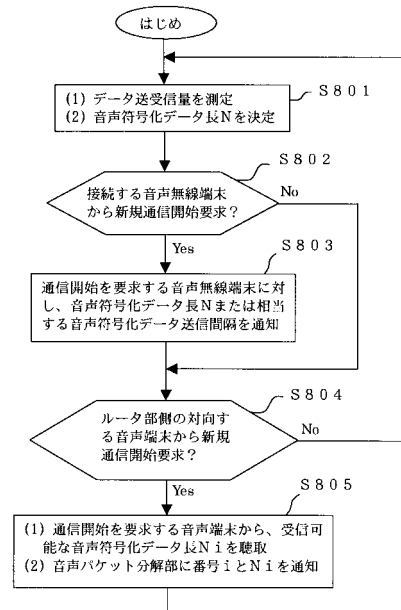 はじめ
S801
(1) データ送受信量を測定
(2) 音声符号化データ長Nを決定
S802
接続する音声無線端末
から新規通信開始要求?
No
Yes
S803
通信開始を要求する音声無線端末に対
し、音声符号化データ長Nまたは相当
する音声符号化データ送信間隔を通知
S804
ルータ部側の対向す
る音声端末から新規
通信開始要求?
No
Yes
S805
(1) 通信開始を要求する音声端末から、受信可
能な音声符号化データ長Niを聴取
(2) 音声パケット分解部に番号iとNiを通知